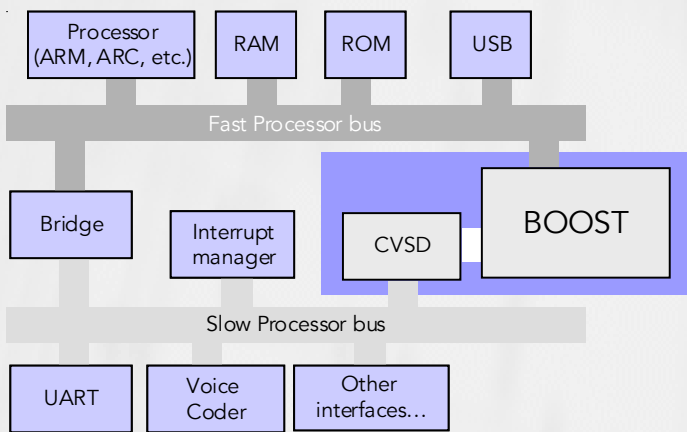 Processor
(ARM, ARC, etc.)
RAM
ROM
USB
Fast Processor bus
Bridge
Interrupt
manager
CVSD
BOOST
Slow Processor bus
UART
Voice
Coder
Other
interfaces...